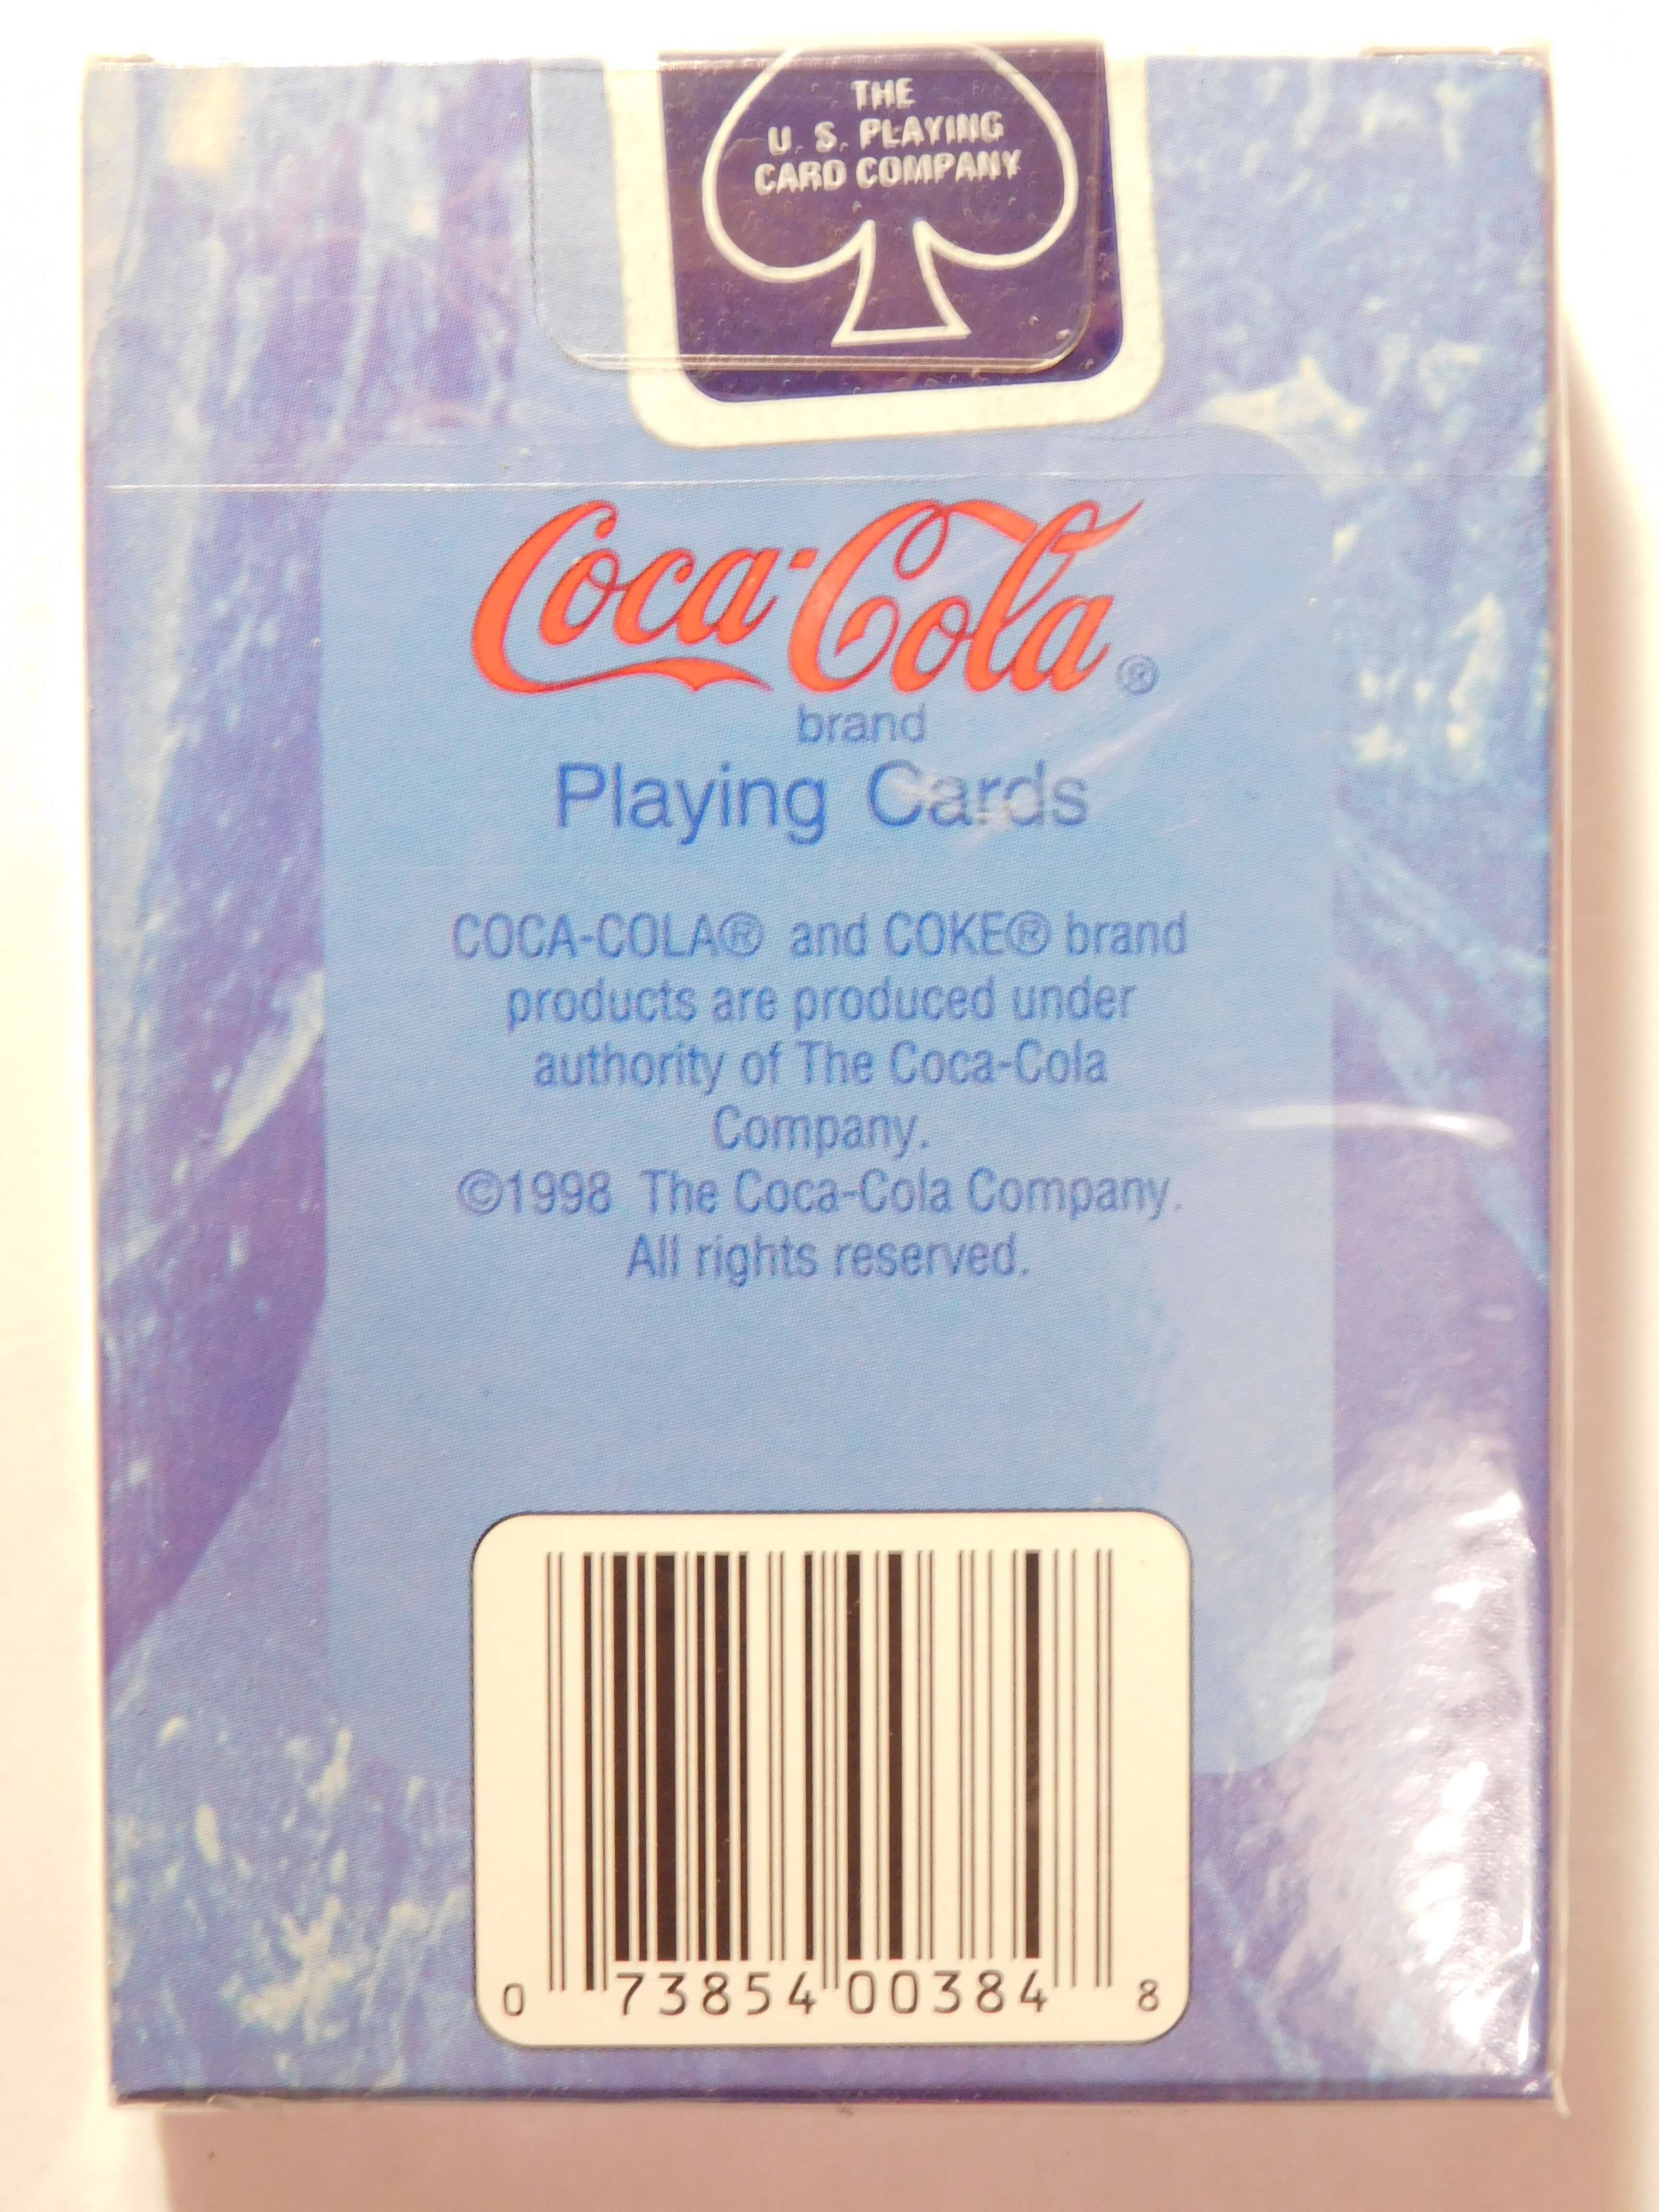 THE
U. S. PLAYING
CARD COMPANY
Coca-Cola®
brand
Playing Cards
COCA-COLA® and COKE® brand
products are produced under
authority of The Coca-Cola
Company.
©1998 The Coca-Cola Company.
All rights reserved.
0 73854 00384 8